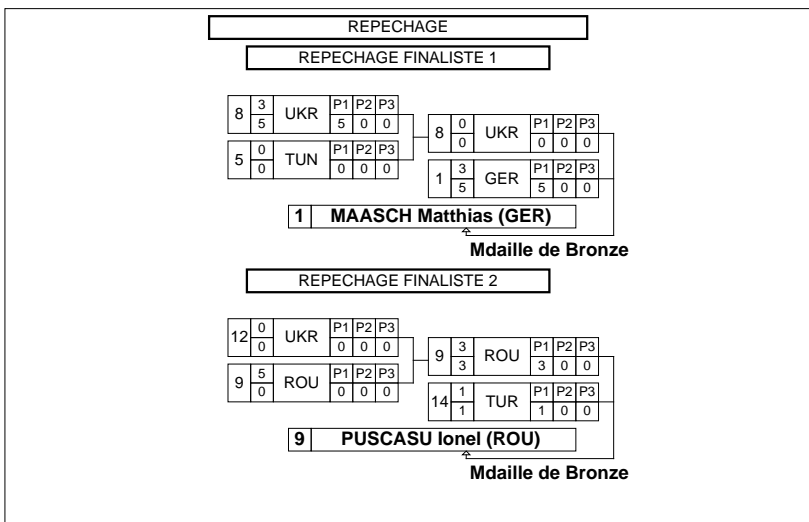 REPECHAGE
REPECHAGE FINALISTE 1
8 3 UKR P1 P2 P3
5 5 0 0
5 0 TUN P1 P2 P3
0 0 0 0
8 0 UKR P1 P2 P3
0 0 0 0
1 3 GER P1 P2 P3
5 5 0 0
1 MAASCH Matthias (GER)
Mdaille de Bronze
REPECHAGE FINALISTE 2
12 0 UKR P1 P2 P3
0 0 0 0
9 5 ROU P1 P2 P3
0 0 0 0
9 3 ROU P1 P2 P3
3 3 0 0
14 1 TUR P1 P2 P3
1 1 0 0
9 PUSCASU Ionel (ROU)
Mdaille de Bronze